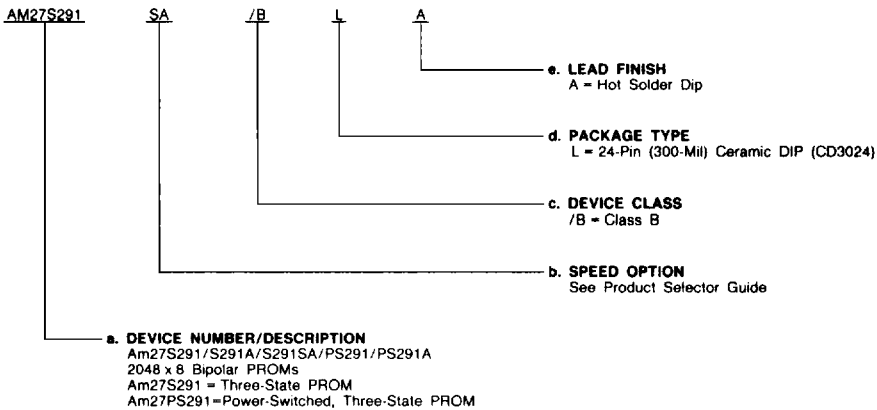 AM27S291 SA /B L A
e. LEAD FINISH
A = Hot Solder Dip
d. PACKAGE TYPE
L = 24-Pin (300-Mil) Ceramic DIP (CD3024)
c. DEVICE CLASS
/B = Class B
b. SPEED OPTION
See Product Selector Guide
a. DEVICE NUMBER/DESCRIPTION
Am27S291/S291A/S291SA/PS291/PS291A
2048 x 8 Bipolar PROMs
Am27S291 = Three-State PROM
Am27PS291=Power-Switched, Three-State PROM